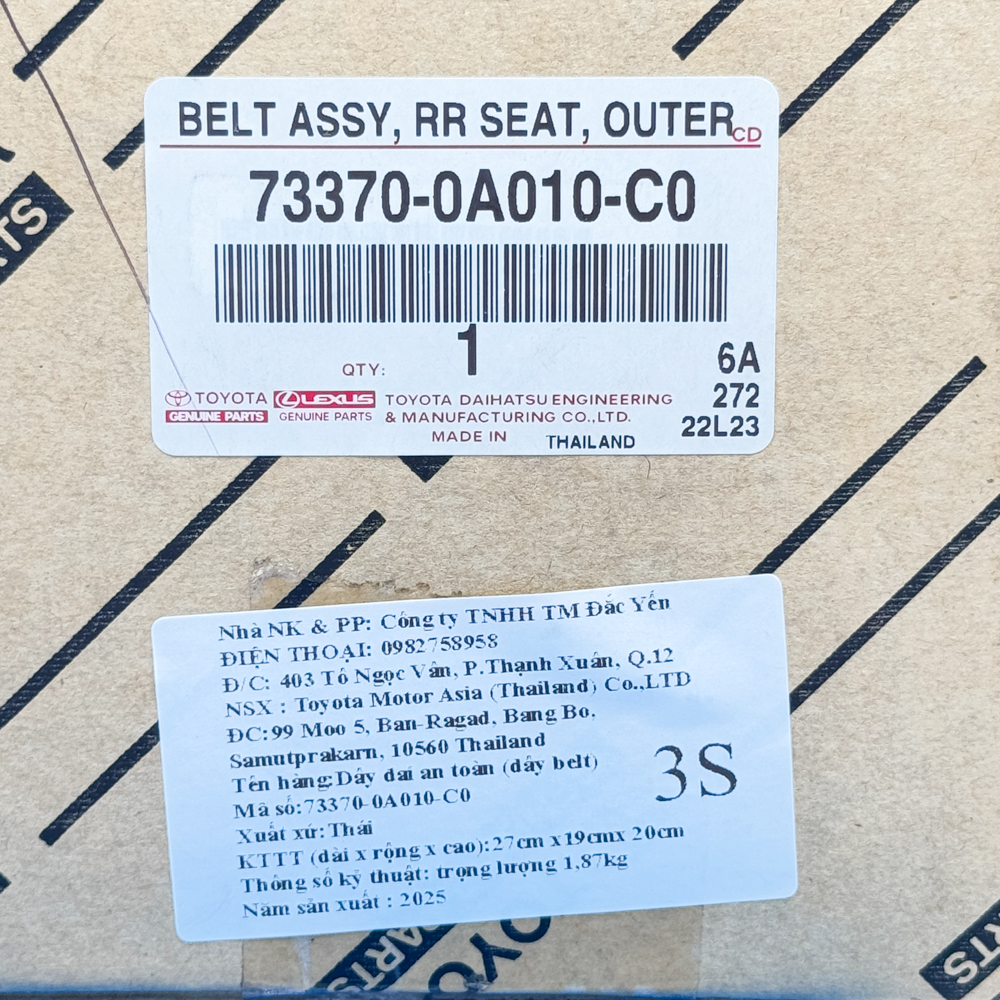 BELT ASSY, RR SEAT, OUTER CD
73370-0A010-C0
QTY: 1
6A
272
22L23
TOYOTA
GENUINE PARTS
LEXUS
GENUINE PARTS
TOYOTA DAIHATSU ENGINEERING
& MANUFACTURING CO.,LTD.
MADE IN THAILAND
Nhà NK & PP: Công ty TNHH TM Đắc Yến
ĐIỆN THOẠI: 0982758958
Đ/C: 403 Tô Ngọc Vân, P.Thạnh Xuân, Q.12
NSX : Toyota Motor Asia (Thailand) Co.,LTD
ĐC:99 Moo 5, Ban-Ragad, Bang Bo,
Samutprakarn, 10560 Thailand
Tên hàng:Dây dai an toàn (dây belt)
Mã số:73370-0A010-C0
Xuất xứ:Thái
KTTT (dài x rộng x cao):27cm x19cmx 20cm
Thông số kỹ thuật: trọng lượng 1,87kg
Năm sản xuất : 2025
3S
PARTS
TOYO